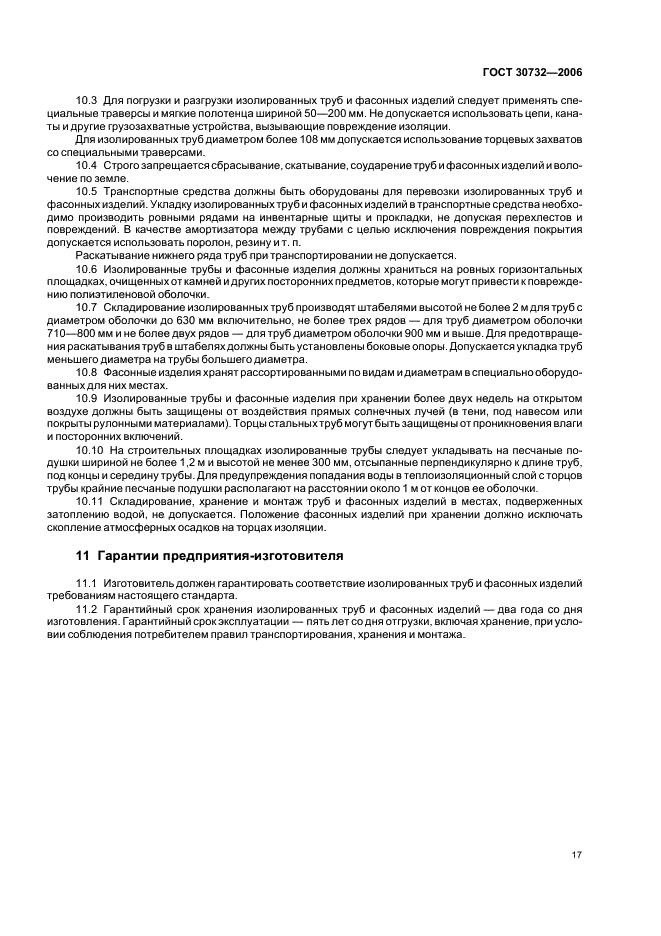 ГОСТ 30732—2006
10.3 Для погрузки и разгрузки изолированных труб и фасонных изделий следует применять спе-
циальные траверсы и мягкие полотенца шириной 50—200 мм. Не допускается использовать цепи, кана-
ты и другие грузозахватные устройства, вызывающие повреждение изоляции.
Для изолированных труб диаметром более 108 мм допускается использование торцевых захватов
со специальными траверсами.
10.4 Строго запрещается сбрасывание, скатывание, соударение труб и фасонных изделий и воло-
чение по земле.
10.5 Транспортные средства должны быть оборудованы для перевозки изолированных труб и
фасонных изделий. Укладку изолированных труб и фасонных изделий в транспортные средства необхо-
димо производить ровными рядами на инвентарные щиты и прокладки, не допуская перехлестов и
повреждений. В качестве амортизатора между трубами с целью исключения повреждения покрытия
допускается использовать поролон, резину и т. п.
Раскатывание нижнего ряда труб при транспортировании не допускается.
10.6 Изолированные трубы и фасонные изделия должны храниться на ровных горизонтальных
площадках, очищенных от камней и других посторонних предметов, которые могут привести к поврежде-
нию полиэтиленовой оболочки.
10.7 Складирование изолированных труб производят штабелями высотой не более 2 м для труб с
диаметром оболочки до 630 мм включительно, не более трех рядов — для труб диаметром оболочки
710—800 мм и не более двух рядов — для труб диаметром оболочки 900 мм и выше. Для предотвраще-
ния раскатывания труб в штабелях должны быть установлены боковые опоры. Допускается укладка труб
меньшего диаметра на трубы большего диаметра.
10.8 Фасонные изделия хранят рассортированными по видам и диаметрам в специально оборудо-
ванных для них местах.
10.9 Изолированные трубы и фасонные изделия при хранении более двух недель на открытом
воздухе должны быть защищены от воздействия прямых солнечных лучей (в тени, под навесом или
покрыты рулонными материалами). Торцы стальных труб могут быть защищены от проникновения влаги
и посторонних включений.
10.10 На строительных площадках изолированные трубы следует укладывать на песчаные по-
душки шириной не более 1,2 м и высотой не менее 300 мм, отсыпанные перпендикулярно к длине труб,
под концы и середину трубы. Для предупреждения попадания воды в теплоизоляционный слой с торцов
трубы крайние песчаные подушки располагают на расстоянии около 1 м от концов ее оболочки.
10.11 Складирование, хранение и монтаж труб и фасонных изделий в местах, подверженных
затоплению водой, не допускается. Положение фасонных изделий при хранении должно исключать
скопление атмосферных осадков на торцах изоляции.
11 Гарантии предприятия-изготовителя
11.1 Изготовитель должен гарантировать соответствие изолированных труб и фасонных изделий
требованиям настоящего стандарта.
11.2 Гарантийный срок хранения изолированных труб и фасонных изделий — два года со дня
изготовления. Гарантийный срок эксплуатации — пять лет со дня отгрузки, включая хранение, при усло-
вии соблюдения потребителем правил транспортирования, хранения и монтажа.
17